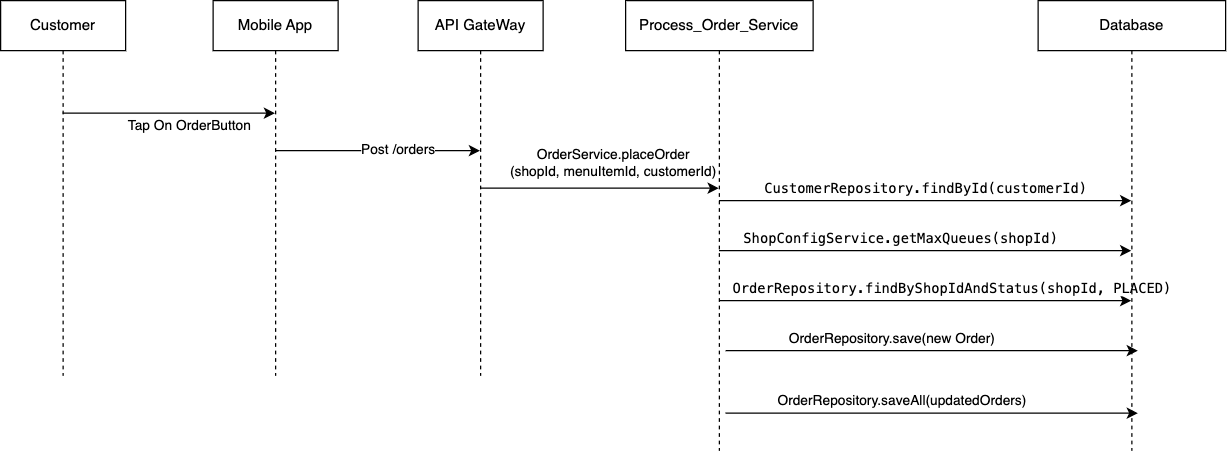 Customer
Mobile App
API GateWay
Process_Order_Service
Database
Tap On OrderButton
Post /orders
OrderService.placeOrder
(shopId, menuItemId, customerId)
CustomerRepository.findById(customerId)
ShopConfigService.getMaxQueues(shopId)
OrderRepository.findByShopIdAndStatus(shopId, PLACED)
OrderRepository.save(new Order)
OrderRepository.saveAll(updatedOrders)